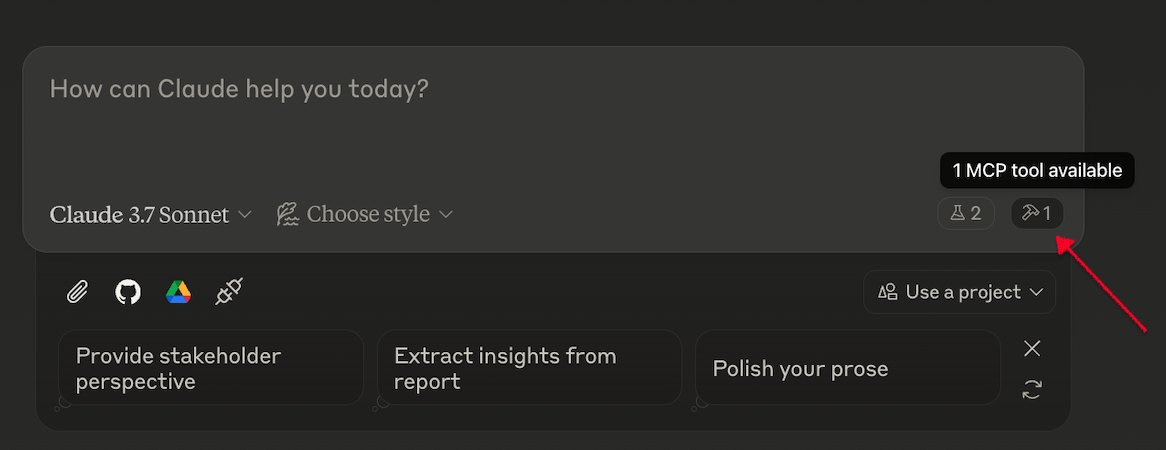 How can Claude help you today?
1 MCP tool available
Claude 3.7 Sonnet
Choose style
2
1
Use a project
Provide stakeholder
perspective
Extract insights from
report
Polish your prose